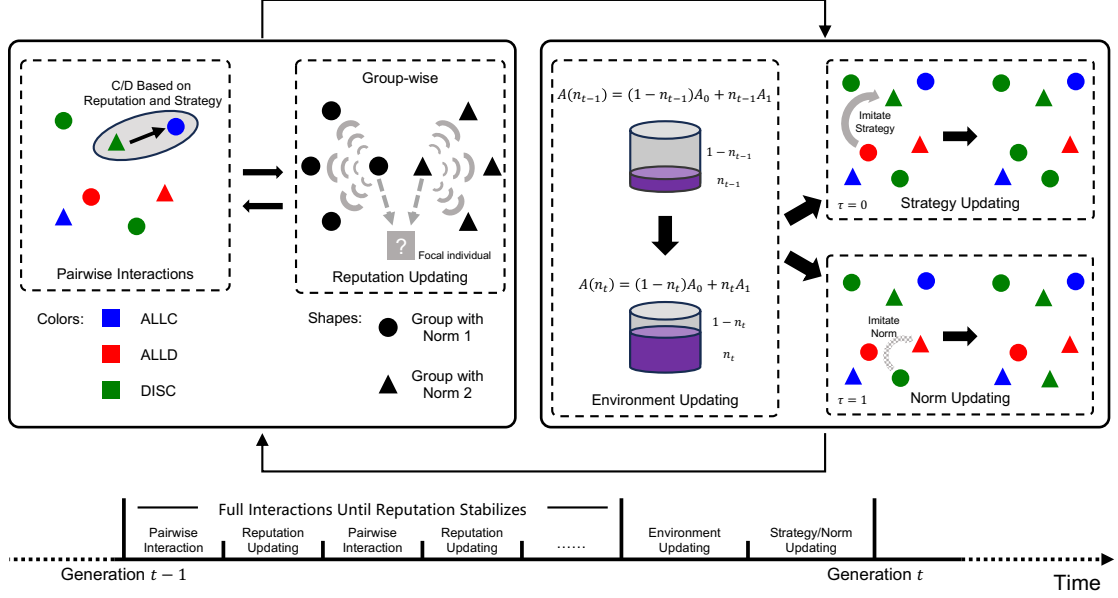 C/D Based on
Reputation and Strategy
Pairwise Interactions
Group-wise
?
Focal individual
Reputation Updating
Colors:
ALLC
ALLD
DISC
Shapes:
Group with
Norm 1
Group with
Norm 2
A(n_{t-1}) = (1 − n_{t-1})A_0 + n_{t-1}A_1
1 − n_{t-1}
n_{t-1}
A(n_t) = (1 − n_t)A_0 + n_tA_1
1 − n_t
n_t
Environment Updating
Imitate
Strategy
τ = 0
Strategy Updating
Imitate
Norm
τ = 1
Norm Updating
Full Interactions Until Reputation Stabilizes
Pairwise
Interaction
Reputation
Updating
Pairwise
Interaction
Reputation
Updating
......
Environment
Updating
Strategy/Norm
Updating
Generation t − 1
Generation t
Time